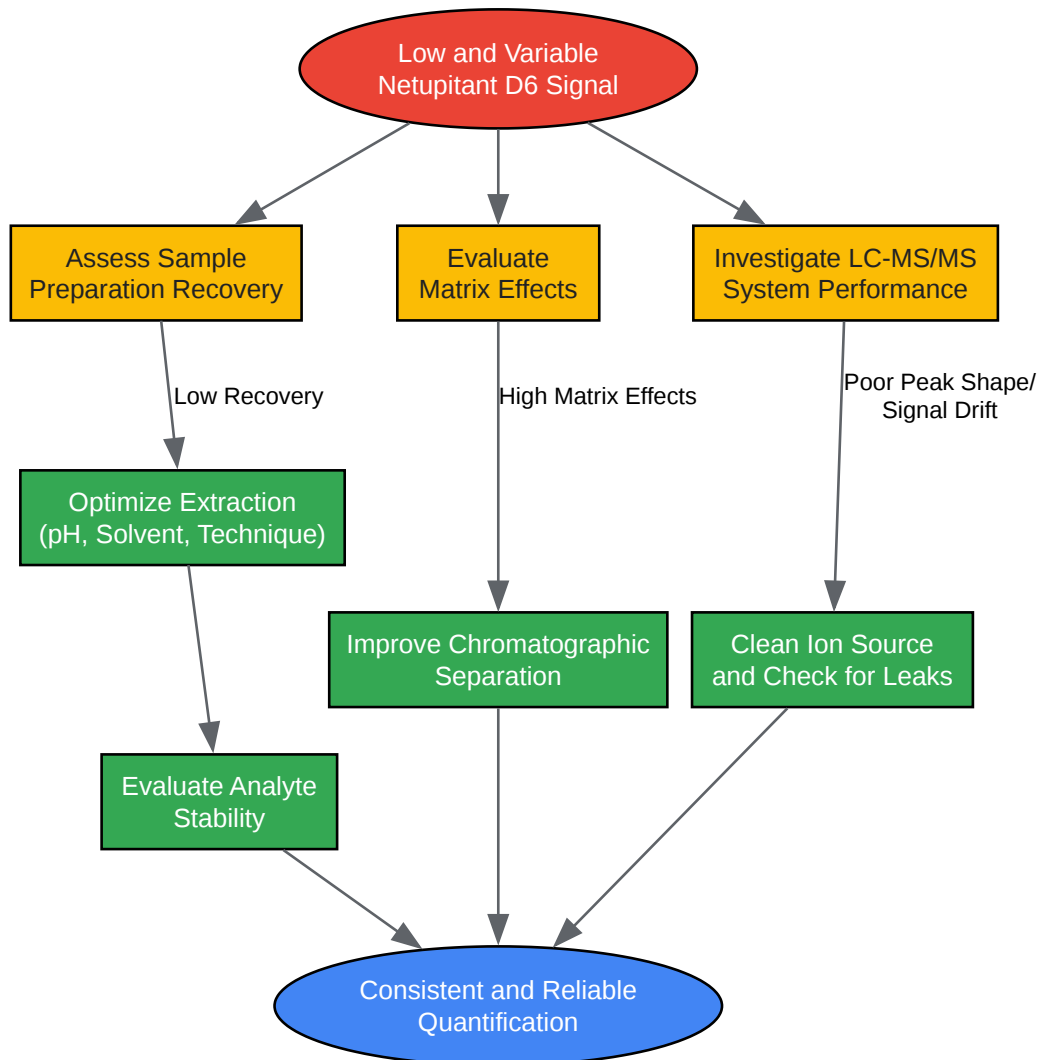 Low and Variable
Netupitant D6 Signal
Assess Sample
Preparation Recovery
Evaluate
Matrix Effects
Investigate LC-MS/MS
System Performance
Low Recovery
High Matrix Effects
Poor Peak Shape/
Signal Drift
Optimize Extraction
(pH, Solvent, Technique)
Improve Chromatographic
Separation
Clean Ion Source
and Check for Leaks
Evaluate Analyte
Stability
Consistent and Reliable
Quantification